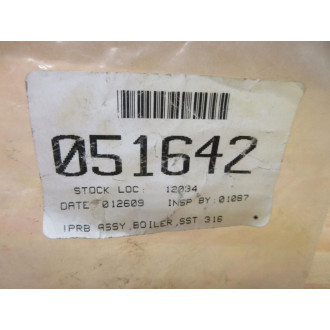 051642
STOCK LOC: 12034
DATE 012609 INSP BY 01087
IPRB ASSY,BOILER,SST 316